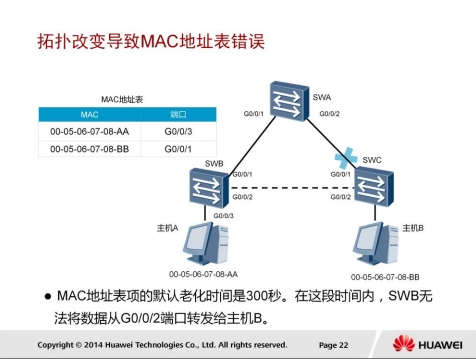 拓扑改变导致MAC地址表错误
MAC地址表
MAC 端口
00-05-06-07-08-AA G0/0/3
00-05-06-07-08-BB G0/0/1
SWA
G0/0/1 G0/0/2
SWB
G0/0/1
G0/0/2
G0/0/3
SWC
G0/0/1
G0/0/2
主机A
主机B
00-05-06-07-08-AA
00-05-06-07-08-BB
● MAC地址表项的默认老化时间是300秒。在这段时间内，SWB无
法将数据从G0/0/2端口转发给主机B。
Copyright © 2014 Huawei Technologies Co., Ltd. All rights reserved. Page 22 HUAWEI